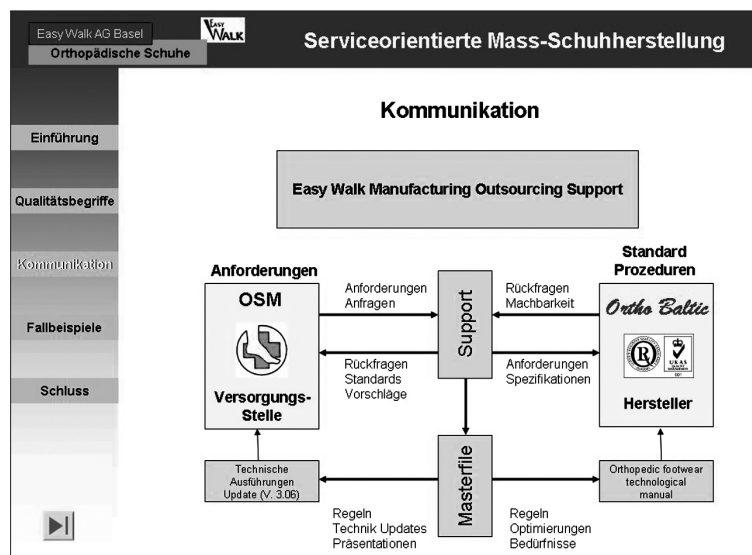 Easy Walk AG Basel
Orthopädische Schuhe
EASY WALK
Serviceorientierte Mass-Schuhherstellung
Einführung
Qualitätsbegriffe
Kommunikation
Fallbeispiele
Schluss
Kommunikation
Easy Walk Manufacturing Outsourcing Support
Anforderungen
OSM
Versorgungs-
Stelle
Anforderungen
Anfragen
Rückfragen
Standards
Vorschläge
Support
Rückfragen
Machbarkeit
Anforderungen
Spezifikationen
Standard
Prozeduren
Ortho Baltic
R
UKAS
Hersteller
Technische
Ausführungen
Update (V. 3.06)
Regeln
Technik Updates
Präsentationen
Masterfile
Regeln
Optimierungen
Bedürfnisse
Orthopedic footwear
technological
manual